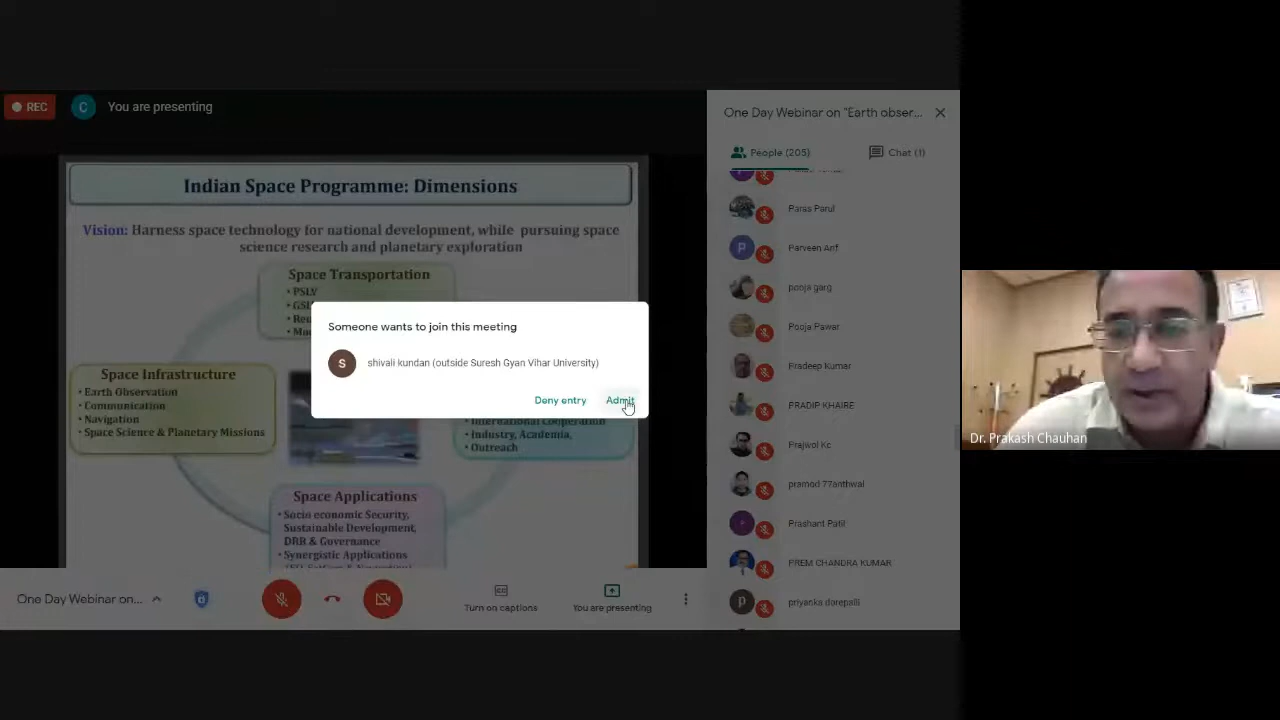 REC
C
You are presenting
One Day Webinar on "Earth obser...
People (205)
Chat (1)
Indian Space Programme: Dimensions
Vision: Harness space technology for national development, while pursuing space
science research and planetary exploration
Space Transportation
• PSLV
Space Infrastructure
• Earth Observation
• Communication
• Navigation
• Space Science & Planetary Missions
Someone wants to join this meeting
S
shivali kundan (outside Suresh Gyan Vihar University)
Deny entry
Admit
International Cooperation
• Industry, Academia,
• Outreach
Space Applications
• Socio economic Security,
Sustainable Development,
DRR & Governance
• Synergistic Applications
Paras Parul
P
Parveen Arif
pooja garg
Pooja Pawar
Pradeep Kumar
PRADIP KHAIRE
Prajwol Kc
pramod 77anthwal
Prashant Patil
PREM CHANDRA KUMAR
p
priyanka dorepalli
Dr. Prakash Chauhan
One Day Webinar on...
Turn on captions
You are presenting